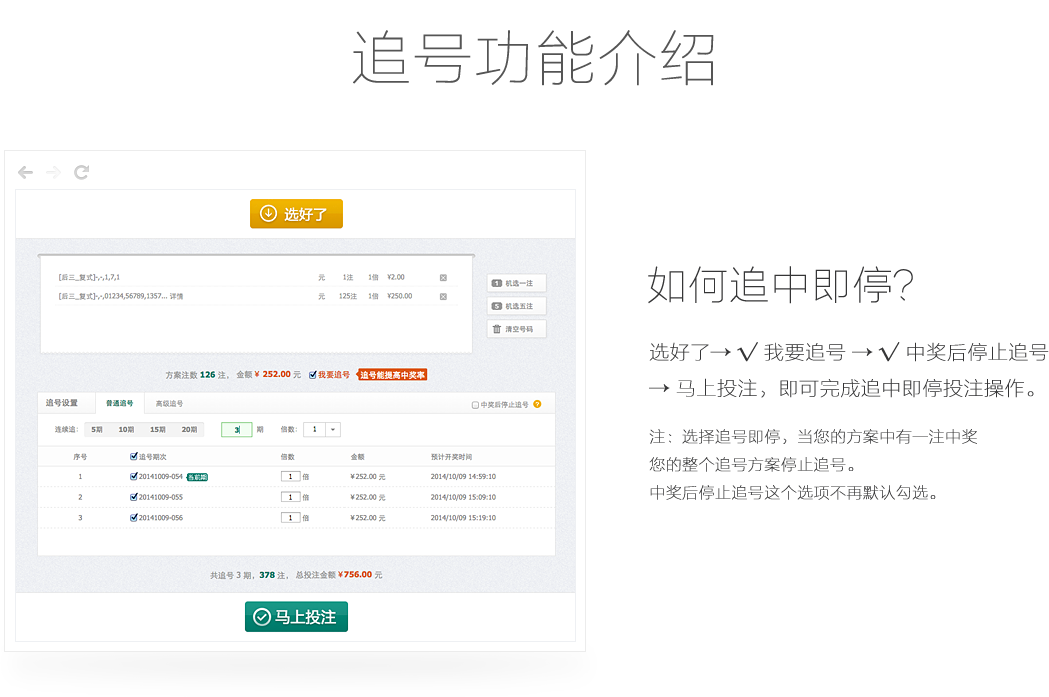 追号功能介绍
选好了
[后三_复式]-,-,1,7,1 元 1注 1倍 ¥2.00
[后三_复式]-,-,01234,56789,1357... 详情 元 125注 1倍 ¥250.00
1 机选一注
5 机选五注
清空号码
方案注数 126 注， 金额 ¥ 252.00 元 我要追号 追号能提高中奖率
追号设置 普通追号 高级追号 中奖后停止追号 ?
连续追： 5期 10期 15期 20期 3 期 倍数： 1
序号 追号期次 倍数 金额 预计开奖时间
1 20141009-054 当前期 1 倍 ¥252.00 元 2014/10/09 14:59:10
2 20141009-055 1 倍 ¥252.00 元 2014/10/09 15:09:10
3 20141009-056 1 倍 ¥252.00 元 2014/10/09 15:19:10
共追号 3 期，378 注， 总投注金额 ¥756.00 元
马上投注
如何追中即停？
选好了→ √ 我要追号 → √ 中奖后停止追号
→ 马上投注，即可完成追中即停投注操作。
注：选择追号即停，当您的方案中有一注中奖
您的整个追号方案停止追号。
中奖后停止追号这个选项不再默认勾选。